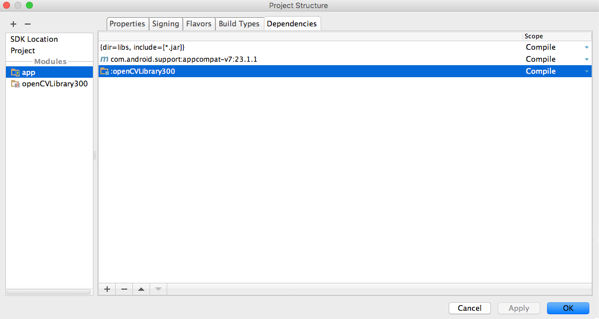 Project Structure
Properties Signing Flavors Build Types Dependencies
SDK Location
Project
Modules
app
openCVLibrary300
Scope
{dir=libs, include=[*.jar]} Compile
m com.android.support:appcompat-v7:23.1.1 Compile
:openCVLibrary300 Compile
Cancel Apply OK